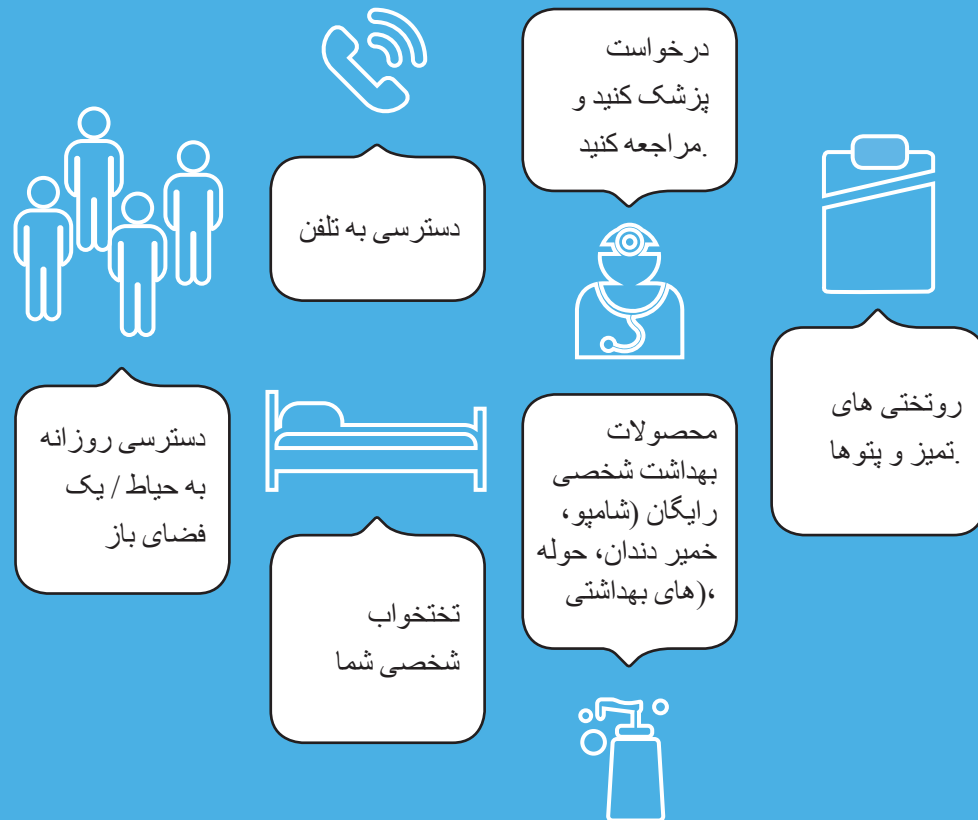 درخواست
پزشک کنید و
مراجعه کنید.
دسترسی به تلفن
روتختی های
تمیز و پتوها.
دسترسی روزانه
به حیاط / یک
فضای باز
محصولات
بهداشت شخصی
رایگان (شامپو،
خمیر دندان، حوله
های بهداشتی)،
تختخواب
شخصی شما